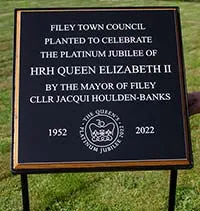 FILEY TOWN COUNCIL
PLANTED TO CELEBRATE
THE PLATINUM JUBILEE OF
HRH QUEEN ELIZABETH II
BY THE MAYOR OF FILEY
CLLR JACQUI HOULDEN-BANKS
1952 2022
THE QUEEN'S
PLATINUM JUBILEE
2022